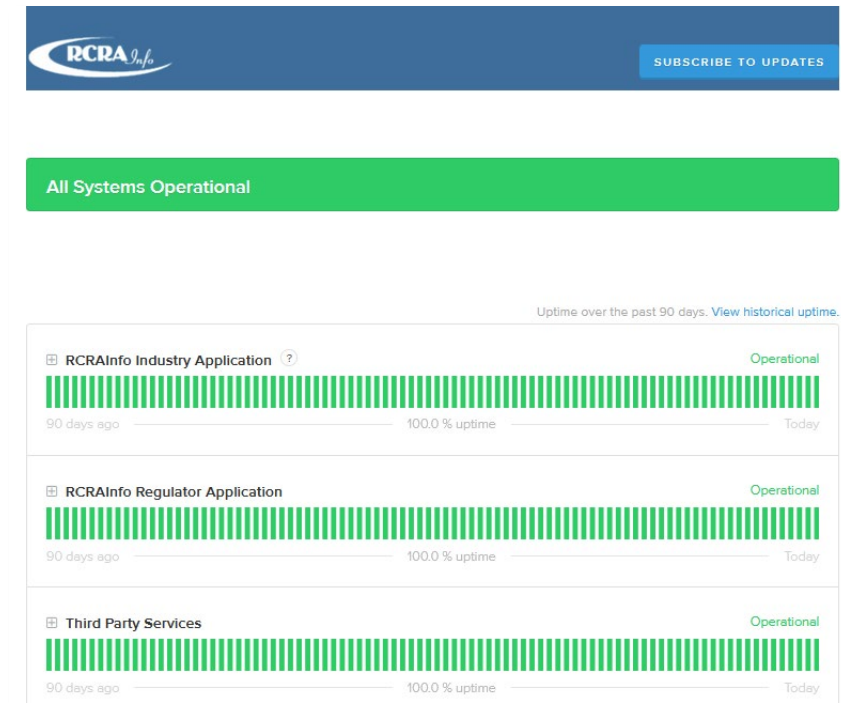 RCRAInfo
SUBSCRIBE TO UPDATES
All Systems Operational
Uptime over the past 90 days. View historical uptime.
RCRAInfo Industry Application ? Operational
90 days ago 100.0 % uptime Today
RCRAInfo Regulator Application Operational
90 days ago 100.0 % uptime Today
Third Party Services Operational
90 days ago 100.0 % uptime Today